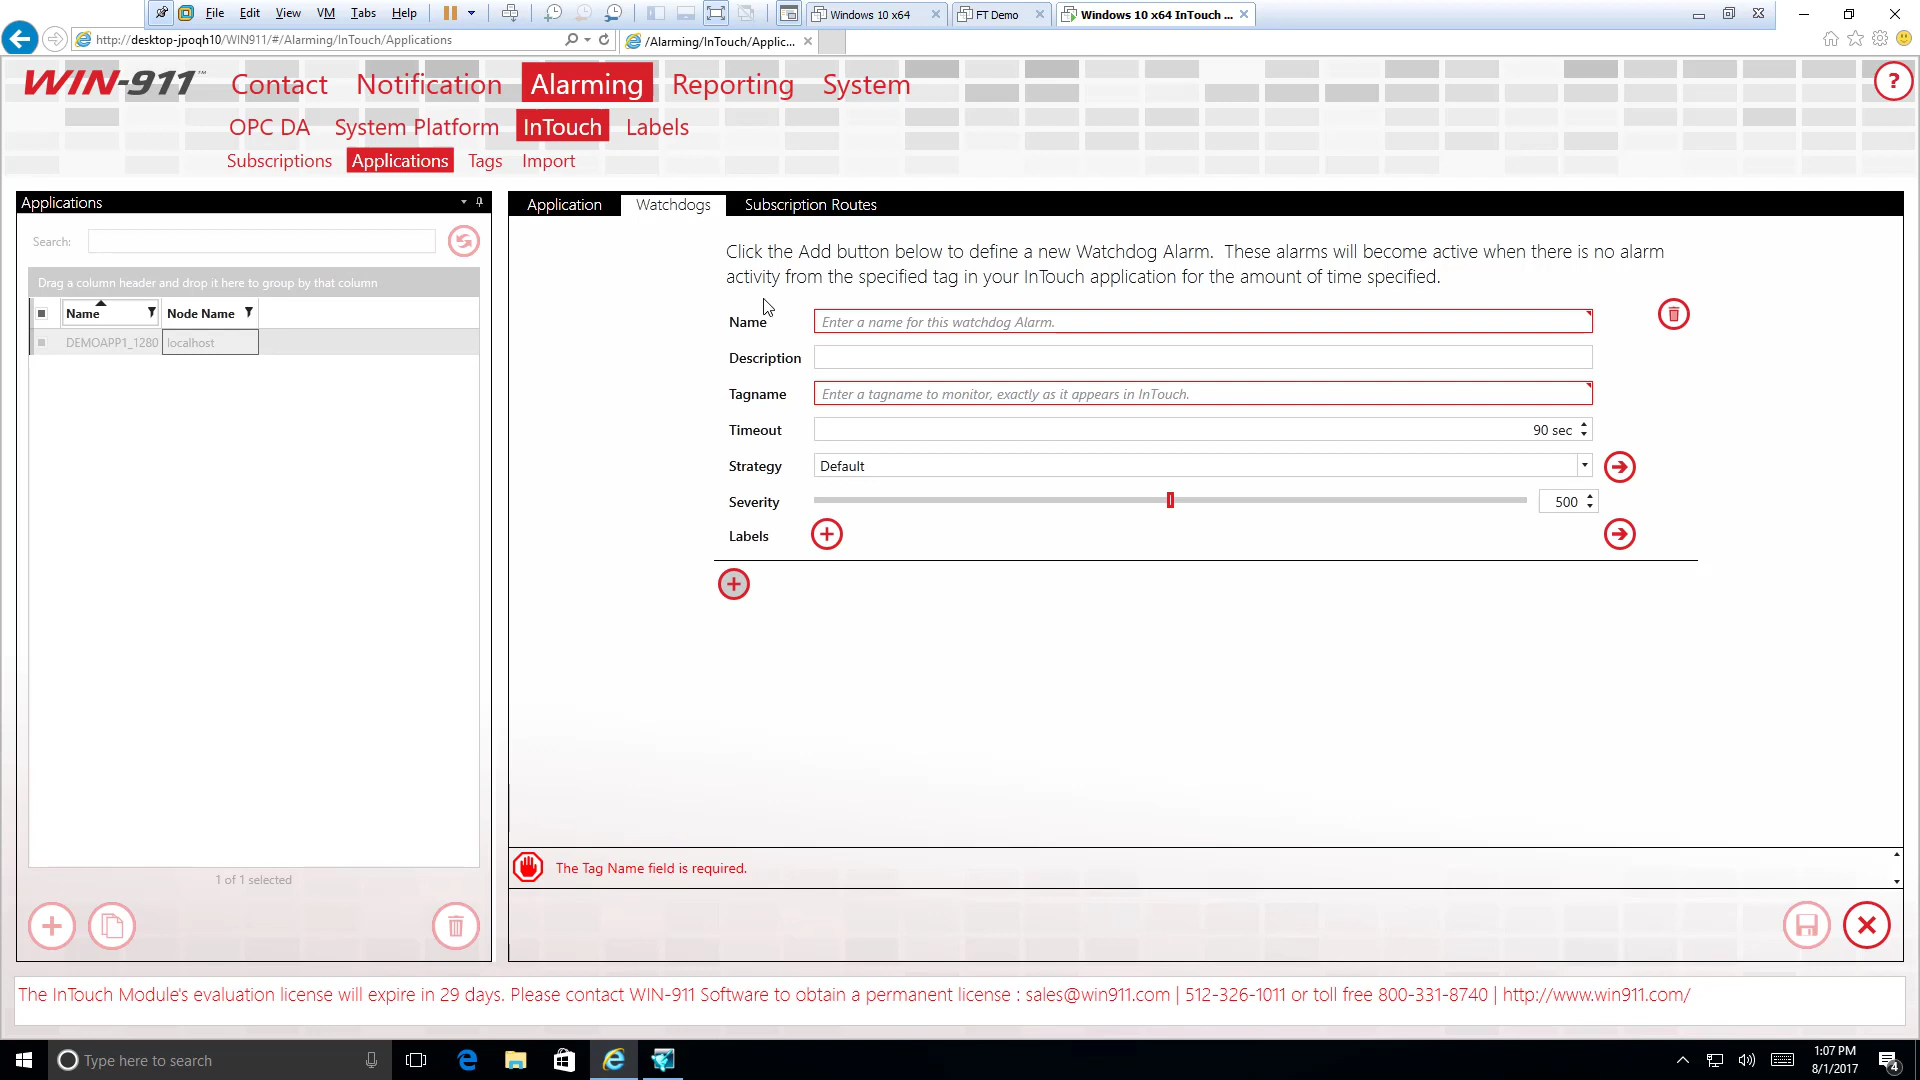 File Edit View VM Tabs Help
Windows 10 x64
FT Demo
Windows 10 x64 InTouch ...
http://desktop-jpoqh10/WIN911/#/Alarming/InTouch/Applications
/Alarming/InTouch/Applic...
WIN-911™
Contact Notification Alarming Reporting System
?
OPC DA System Platform InTouch Labels
Subscriptions Applications Tags Import
Applications
Application Watchdogs Subscription Routes
Search:
Drag a column header and drop it here to group by that column
Name Node Name
DEMOAPP1_1280 localhost
Click the Add button below to define a new Watchdog Alarm. These alarms will become active when there is no alarm
activity from the specified tag in your InTouch application for the amount of time specified.
Name Enter a name for this watchdog Alarm.
Description
Tagname Enter a tagname to monitor, exactly as it appears in InTouch.
Timeout 90 sec
Strategy Default
Severity 500
Labels
The Tag Name field is required.
1 of 1 selected
The InTouch Module's evaluation license will expire in 29 days. Please contact WIN-911 Software to obtain a permanent license : sales@win911.com | 512-326-1011 or toll free 800-331-8740 | http://www.win911.com/
Type here to search
1:07 PM
8/1/2017
4